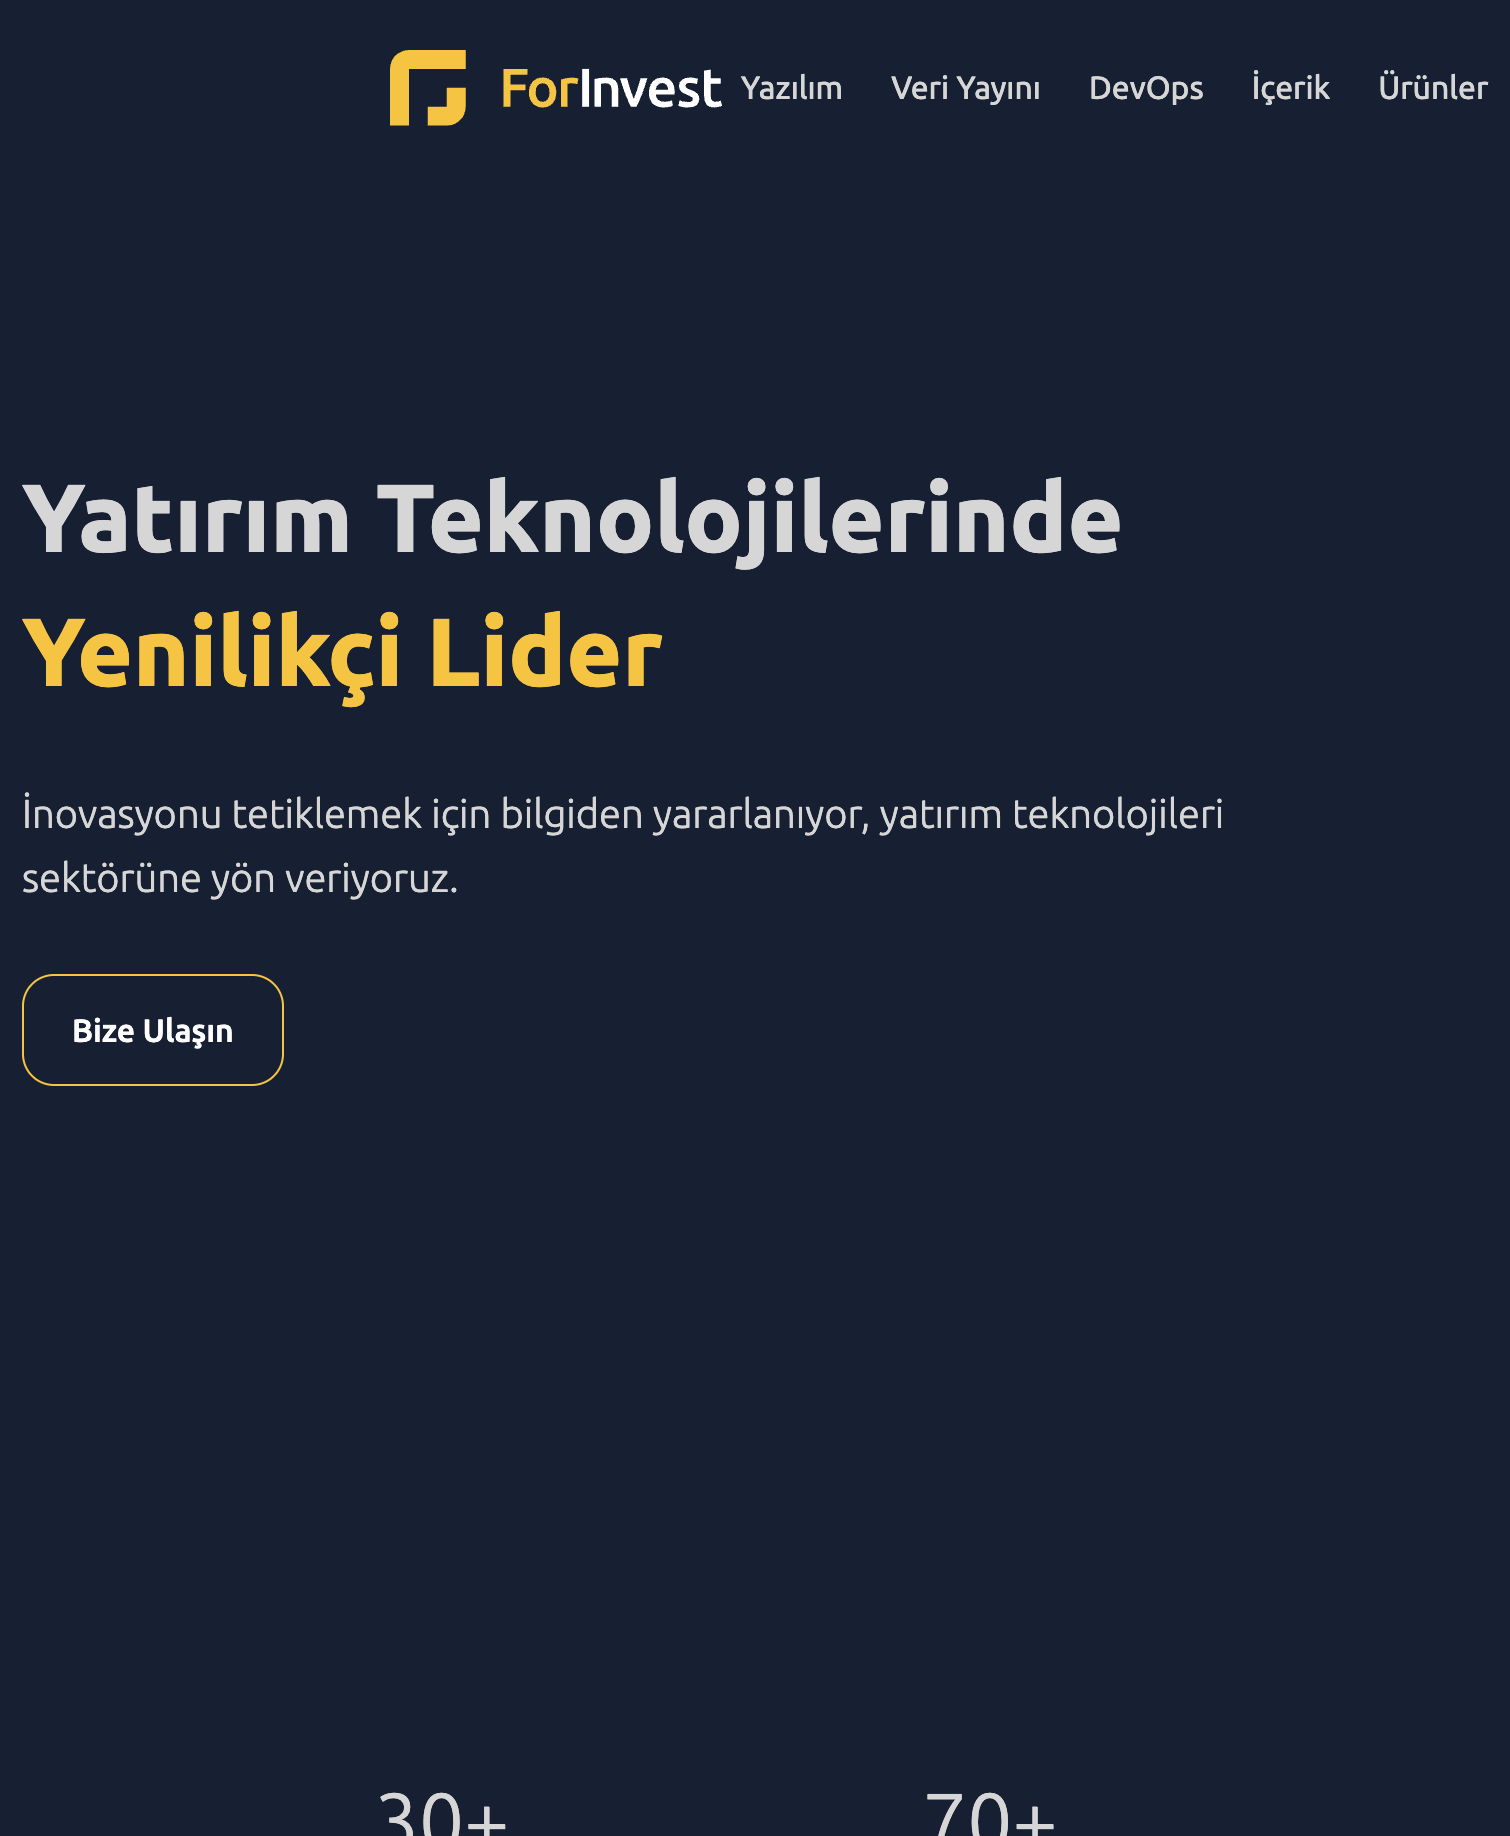 ForInvest Yazılım Veri Yayını DevOps İçerik Ürünler
Yatırım Teknolojilerinde
Yenilikçi Lider
İnovasyonu tetiklemek için bilgiden yararlanıyor, yatırım teknolojileri
sektörüne yön veriyoruz.
Bize Ulaşın
30+ 70+